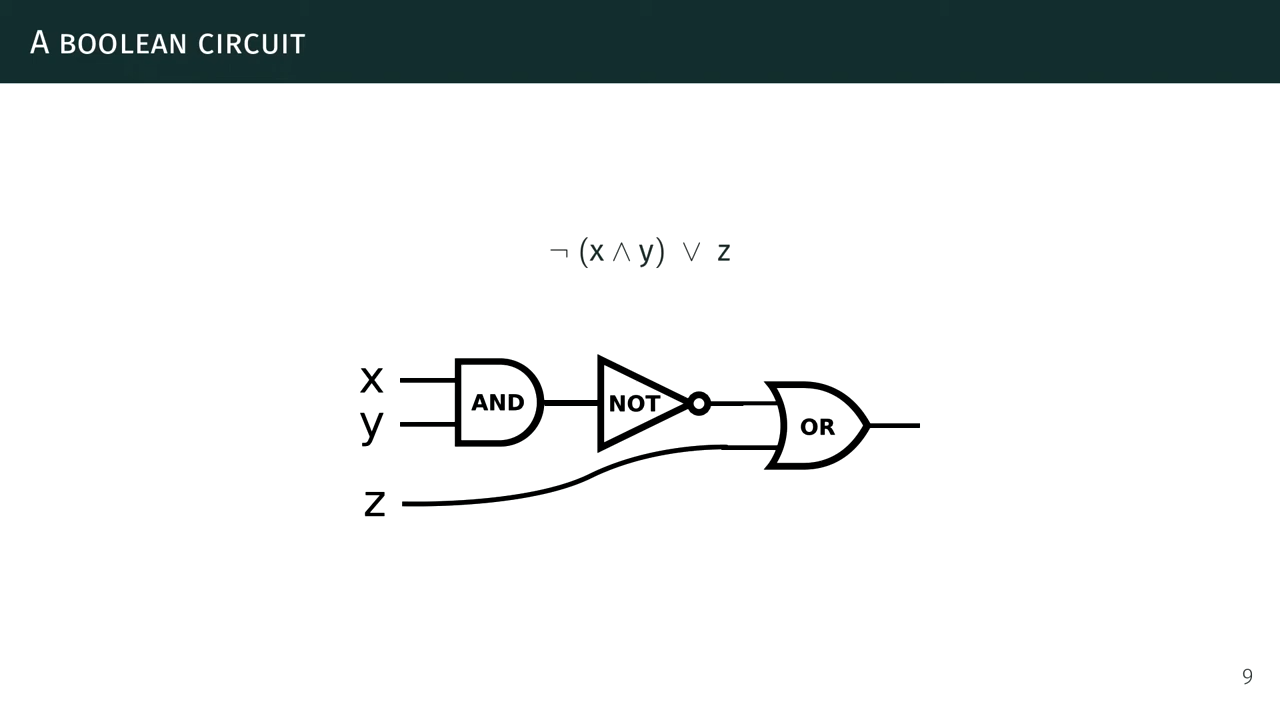 A BOOLEAN CIRCUIT
¬ (x ∧ y) ∨ z
x
y
z
AND
NOT
OR
9